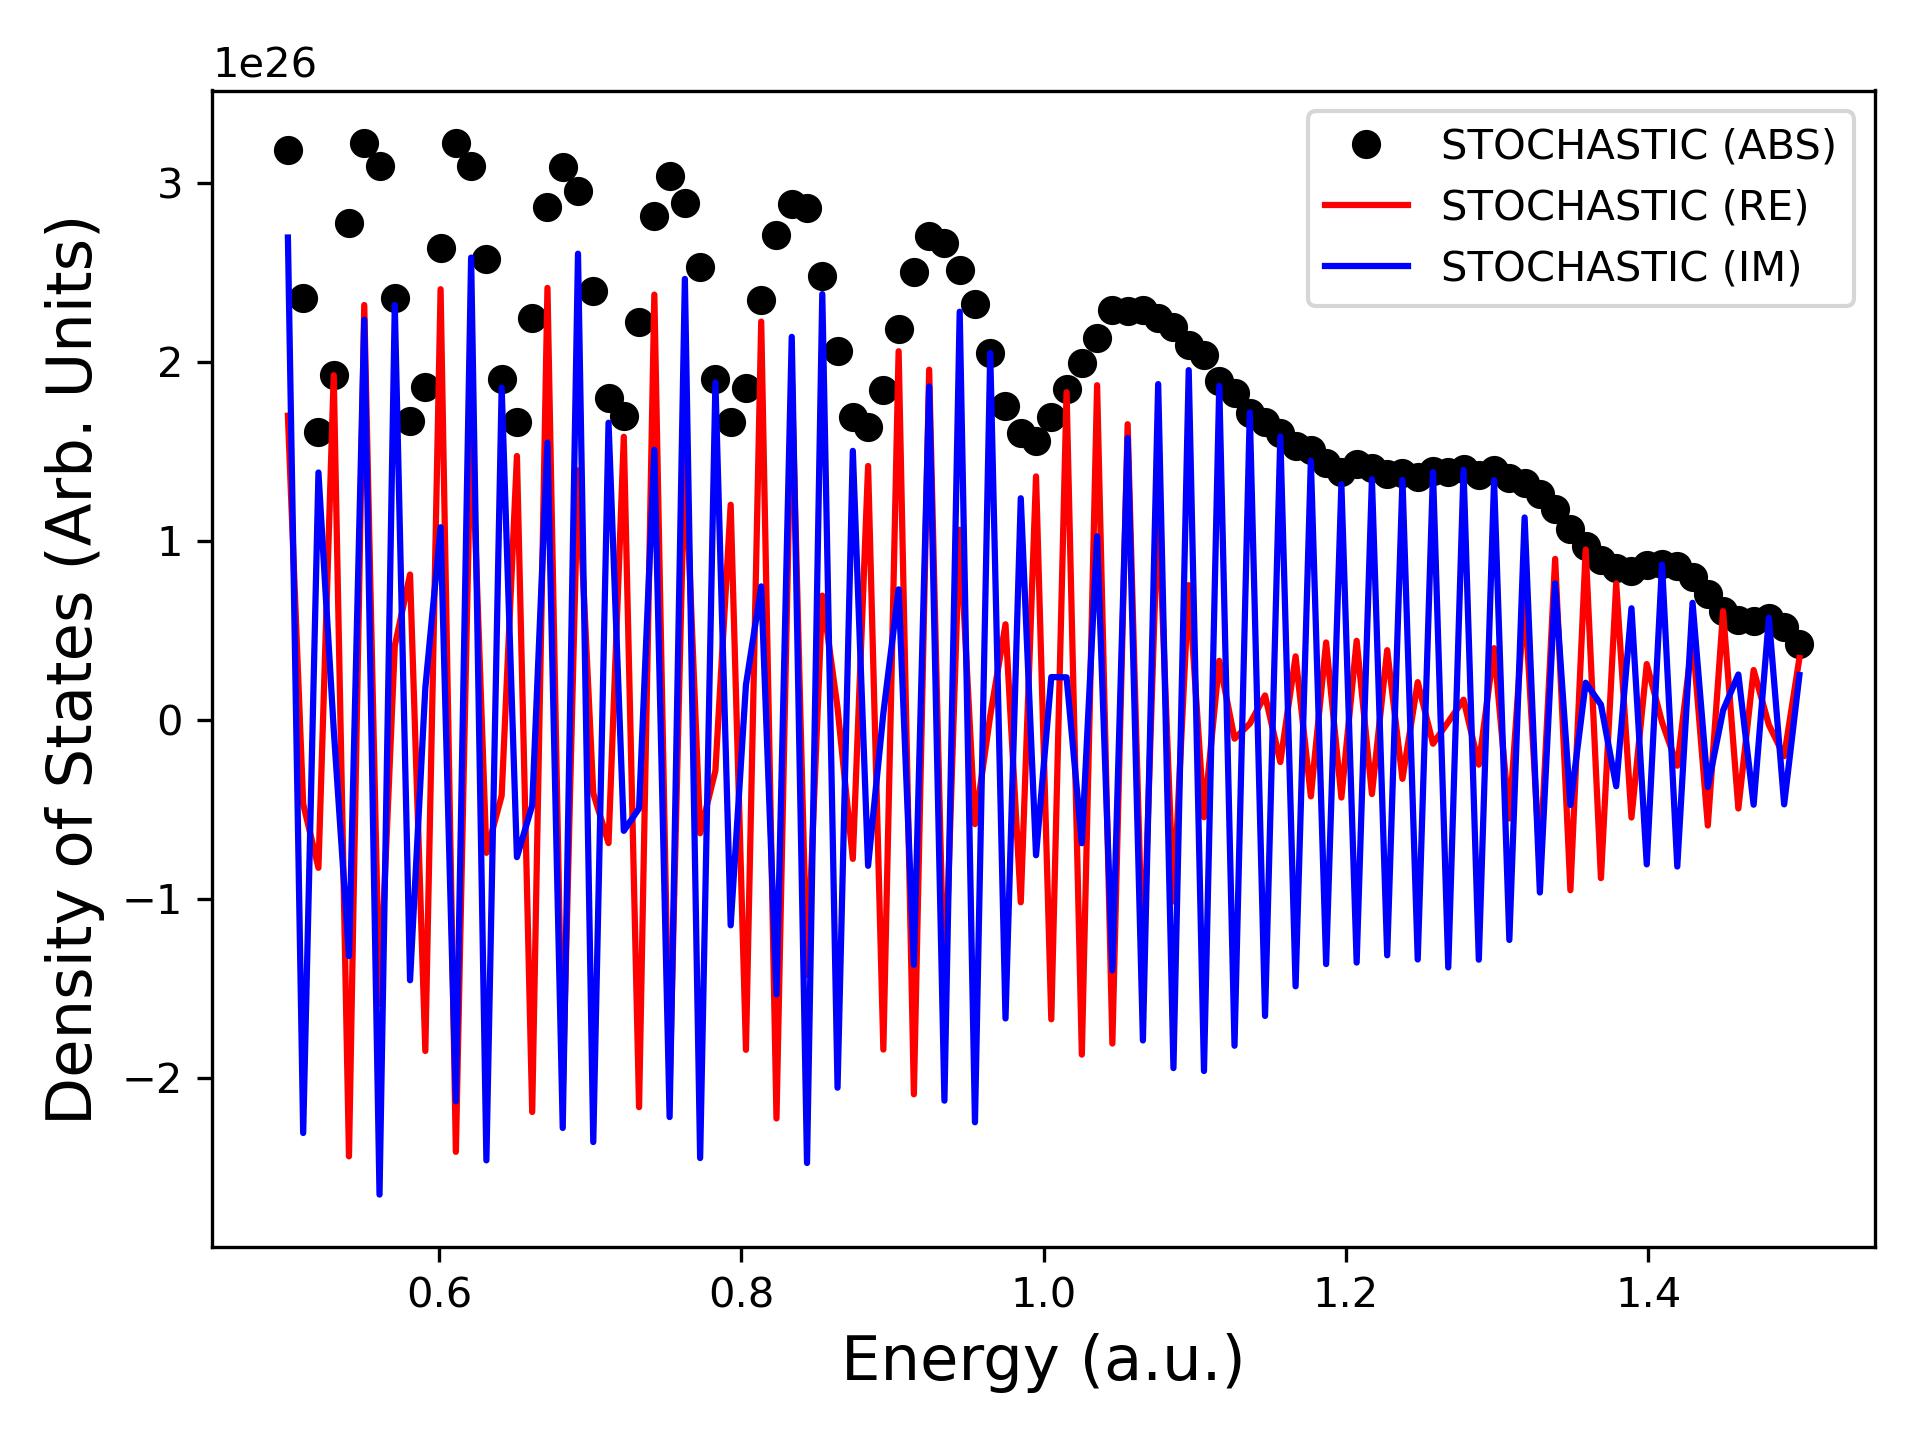 1e26
STOCHASTIC (ABS)
STOCHASTIC (RE)
STOCHASTIC (IM)
Density of States (Arb. Units)
3
2
1
0
−1
−2
0.6 0.8 1.0 1.2 1.4
Energy (a.u.)